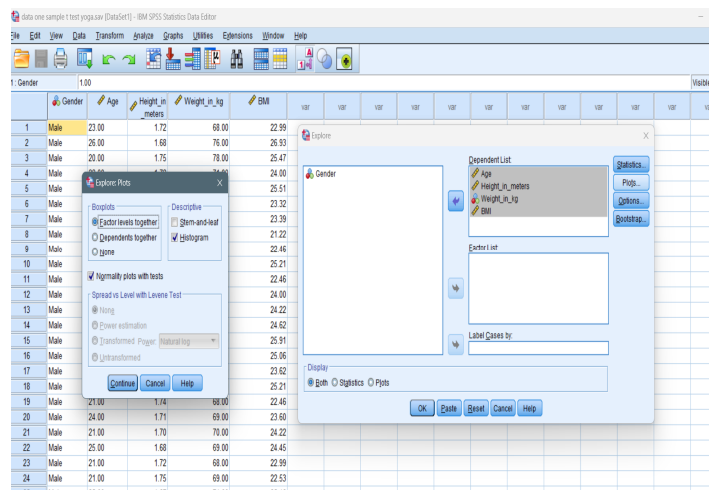 data one sample t test yoga.sav [DataSet1] - IBM SPSS Statistics Data Editor
File Edit View Data Transform Analyze Graphs Utilities Extensions Window Help
1 : Gender 1.00 Visible
Gender Age Height_in_meters Weight_in_kg BMI var var var var var var var var var var var
1 Male 23.00 1.72 68.00 22.99
2 Male 26.00 1.68 76.00 26.93
3 Male 20.00 1.75 78.00 25.47
4 Male 24.00
5 Male 25.51
6 Male 23.32
7 Male 23.39
8 Male 21.22
9 Male 22.46
10 Male 25.21
11 Male 22.46
12 Male 24.00
13 Male 24.22
14 Male 24.62
15 Male 25.91
16 Male 25.06
17 Male 23.62
18 Male 25.21
19 Male 21.00 1.74 68.00 22.46
20 Male 24.00 1.71 69.00 23.60
21 Male 21.00 1.70 70.00 24.22
22 Male 25.00 1.68 69.00 24.45
23 Male 21.00 1.72 68.00 22.99
24 Male 21.00 1.75 69.00 22.53
Explore: Plots X
Boxplots
Factor levels together
Dependents together
None
Descriptive
Stem-and-leaf
Histogram
Normality plots with tests
Spread vs Level with Levene Test
None
Power estimation
Transformed Power: Natural log
Untransformed
Continue Cancel Help
Explore X
Gender
Dependent List:
Age
Height_in_meters
Weight_in_kg
BMI
Factor List:
Label Cases by:
Statistics...
Plots...
Options...
Bootstrap...
Display
Both Statistics Plots
OK Paste Reset Cancel Help